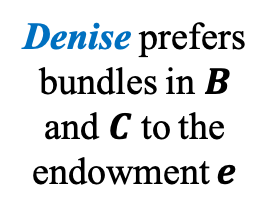 Denise prefers
bundles in B
and C to the
endowment e